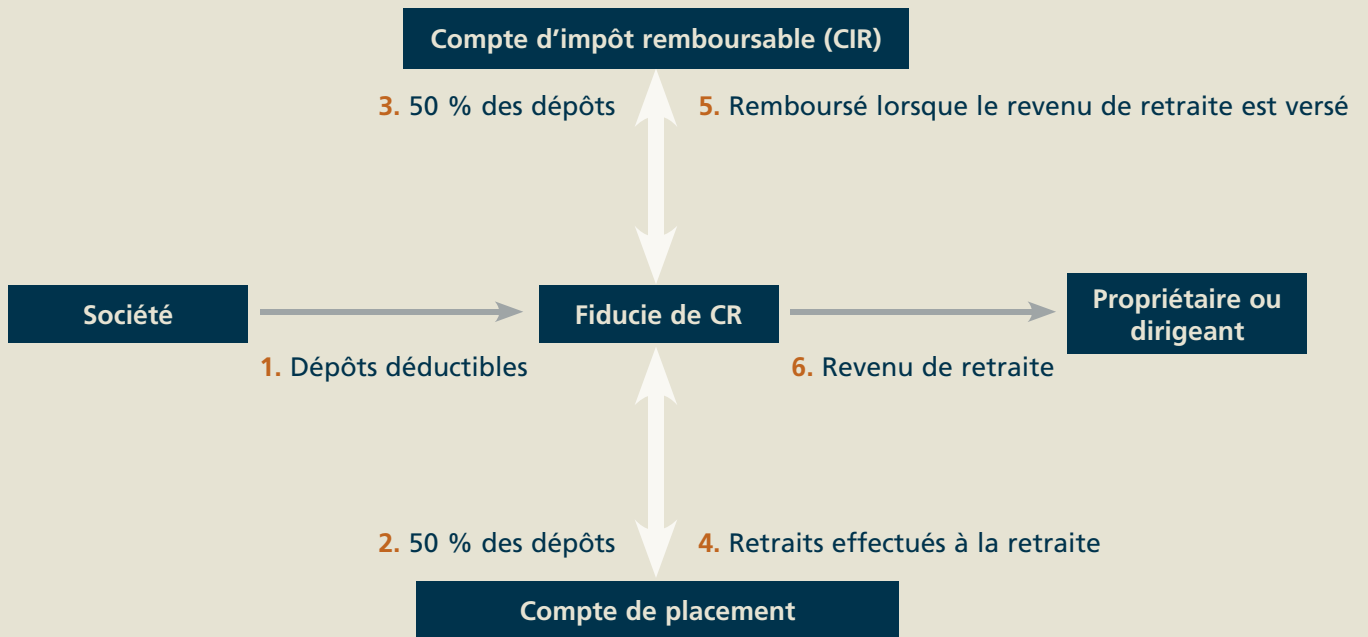 Compte d’impôt remboursable (CIR)
3. 50 % des dépôts
5. Remboursé lorsque le revenu de retraite est versé
Société
Fiducie de CR
Propriétaire ou
dirigeant
1. Dépôts déductibles
6. Revenu de retraite
2. 50 % des dépôts
4. Retraits effectués à la retraite
Compte de placement